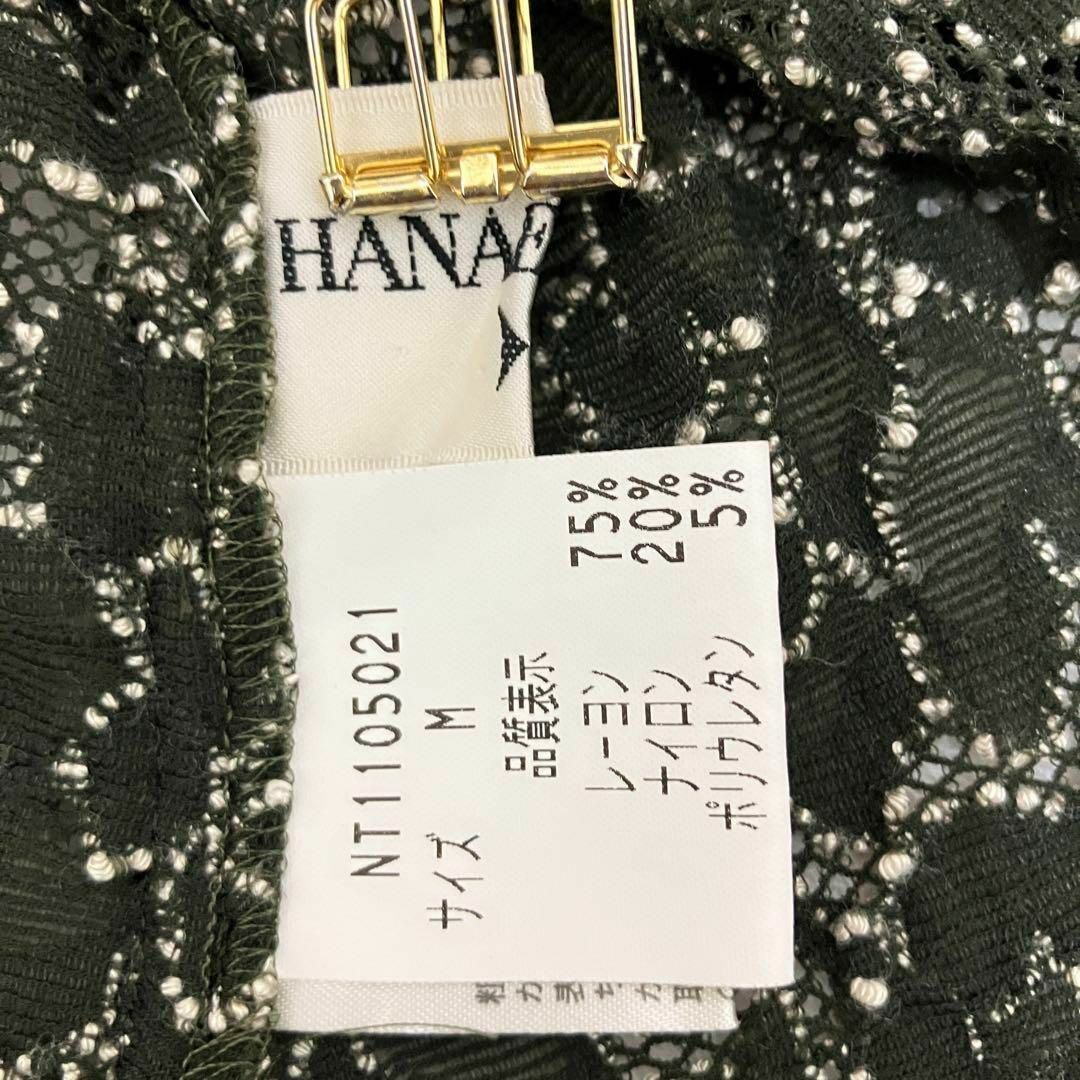 HANAE
NT1105021
サイズ M
品質表示
レーヨン 75%
ナイロン 20%
ポリウレタン 5%